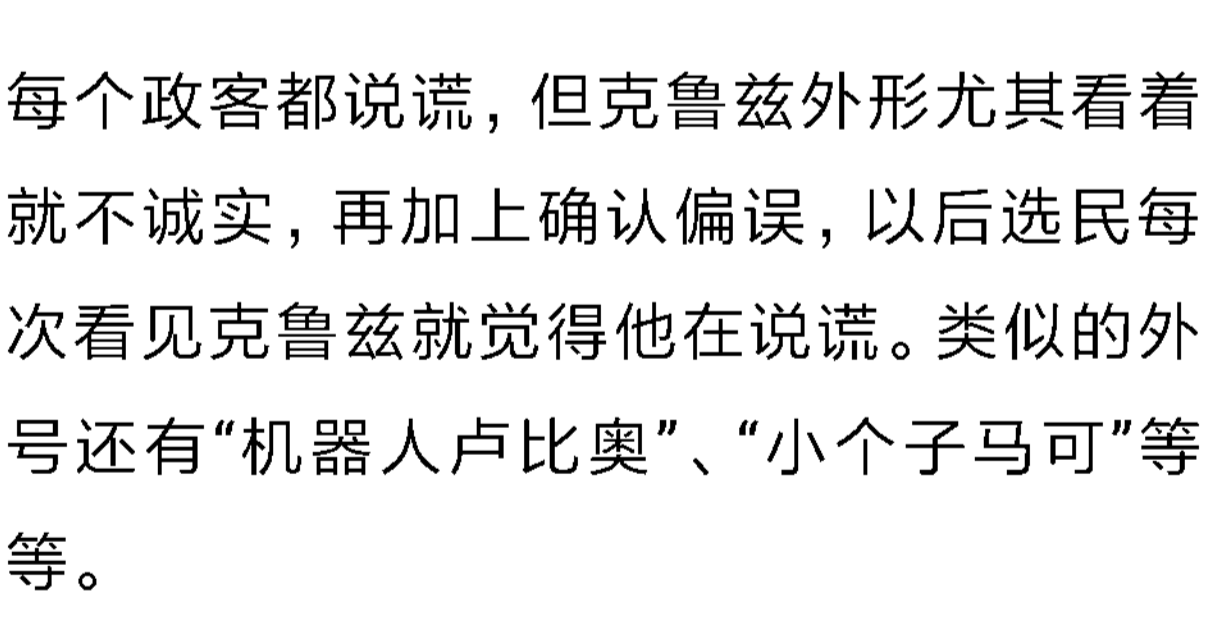 每个政客都说谎，但克鲁兹外形尤其看着
就不诚实，再加上确认偏误，以后选民每
次看见克鲁兹就觉得他在说谎。类似的外
号还有“机器人卢比奥”、“小个子马可”等
等。